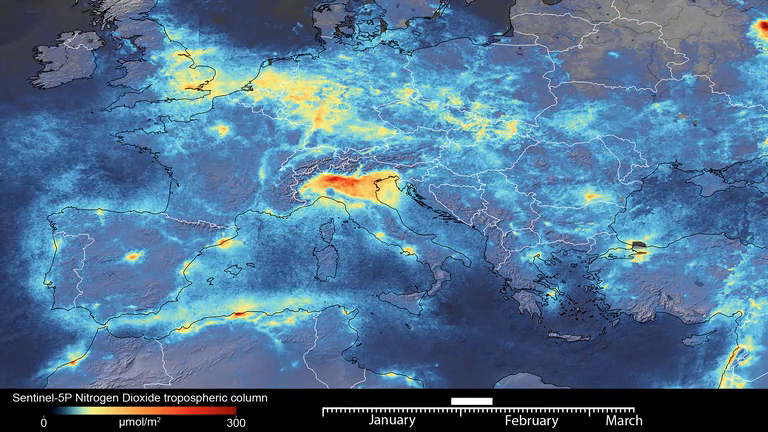 Sentinel-5P Nitrogen Dioxide tropospheric column
0 µmol/m² 300
January February March